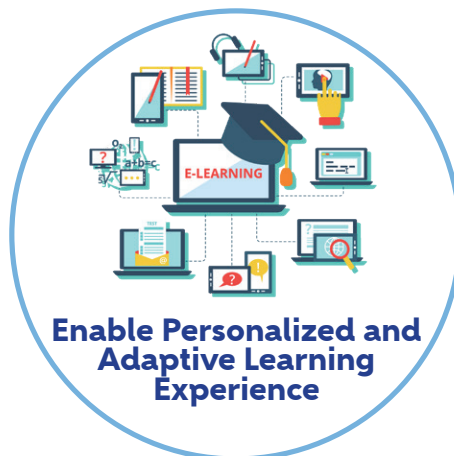 ?
a+b=c
E-LEARNING
?
@
?
!
Enable Personalized and
Adaptive Learning
Experience